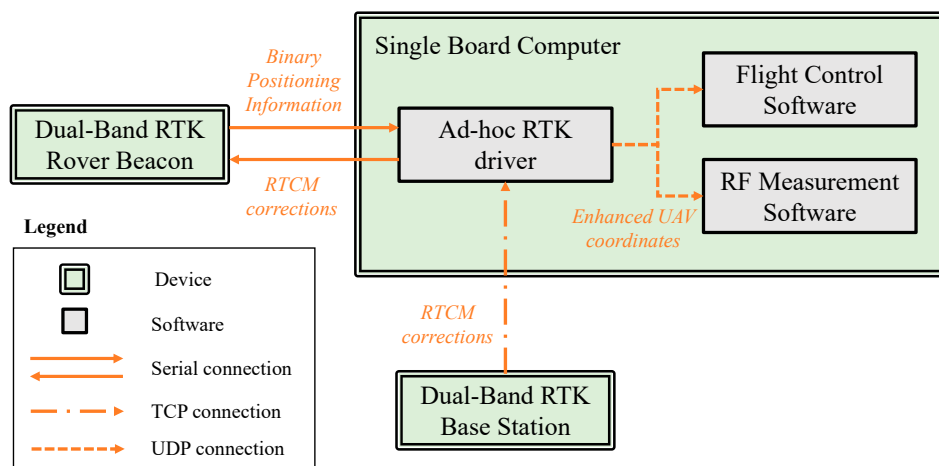 Single Board Computer
Binary
Positioning
Information
Dual-Band RTK
Rover Beacon
RTCM
corrections
Ad-hoc RTK
driver
Flight Control
Software
RF Measurement
Software
Enhanced UAV
coordinates
RTCM
corrections
Dual-Band RTK
Base Station
Legend
Device
Software
Serial connection
TCP connection
UDP connection